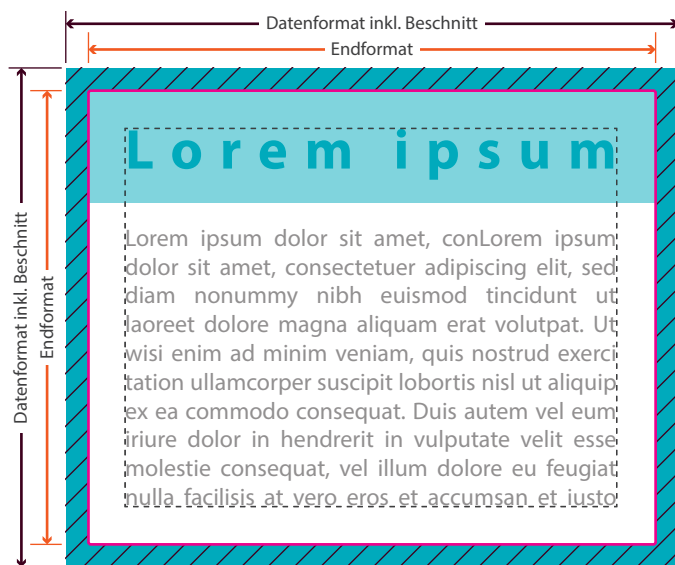 Datenformat inkl. Beschnitt
Endformat
Datenformat inkl. Beschnitt
Endformat
Lorem ipsum
Lorem ipsum dolor sit amet, conLorem ipsum
dolor sit amet, consectetuer adipiscing elit, sed
diam nonummy nibh euismod tincidunt ut
laoreet dolore magna aliquam erat volutpat. Ut
wisi enim ad minim veniam, quis nostrud exerci
tation ullamcorper suscipit lobortis nisl ut aliquip
ex ea commodo consequat. Duis autem vel eum
iriure dolor in hendrerit in vulputate velit esse
molestie consequat, vel illum dolore eu feugiat
nulla facilisis at vero eros et accumsan et iusto